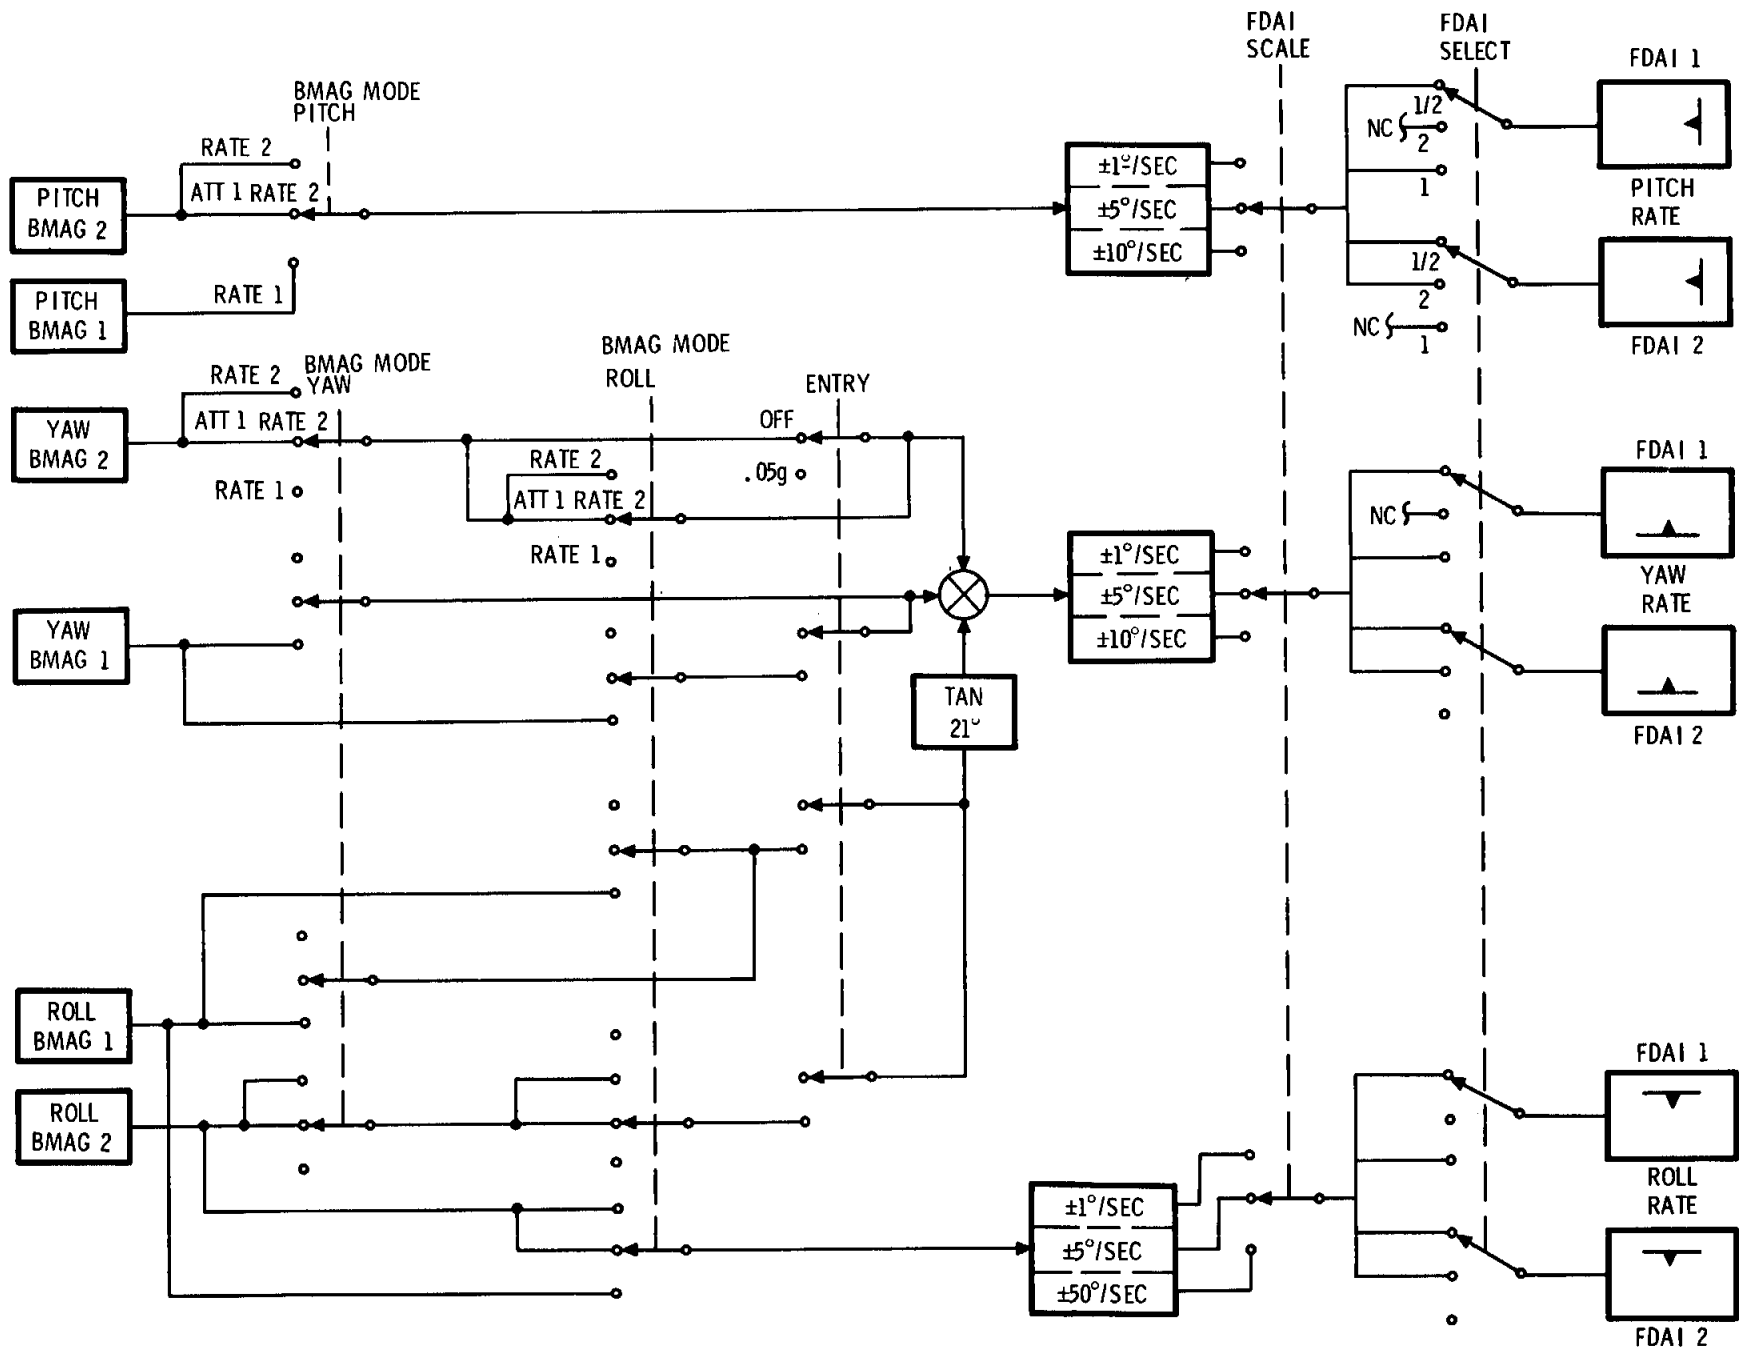 FDAI
SCALE
FDAI
SELECT
FDAI 1
BMAG MODE
PITCH
RATE 2
ATT 1 RATE 2
PITCH
BMAG 2
RATE 1
PITCH
BMAG 1
±1°/SEC
±5°/SEC
±10°/SEC
1/2
NC
2
1
PITCH
RATE
1/2
2
NC
1
FDAI 2
BMAG MODE
YAW
RATE 2
ATT 1 RATE 2
YAW
BMAG 2
RATE 1
BMAG MODE
ROLL
ENTRY
OFF
.05g
RATE 2
ATT 1 RATE 2
RATE 1
YAW
BMAG 1
±1°/SEC
±5°/SEC
±10°/SEC
TAN
21°
FDAI 1
NC
YAW
RATE
FDAI 2
ROLL
BMAG 1
ROLL
BMAG 2
±1°/SEC
±5°/SEC
±50°/SEC
FDAI 1
ROLL
RATE
FDAI 2